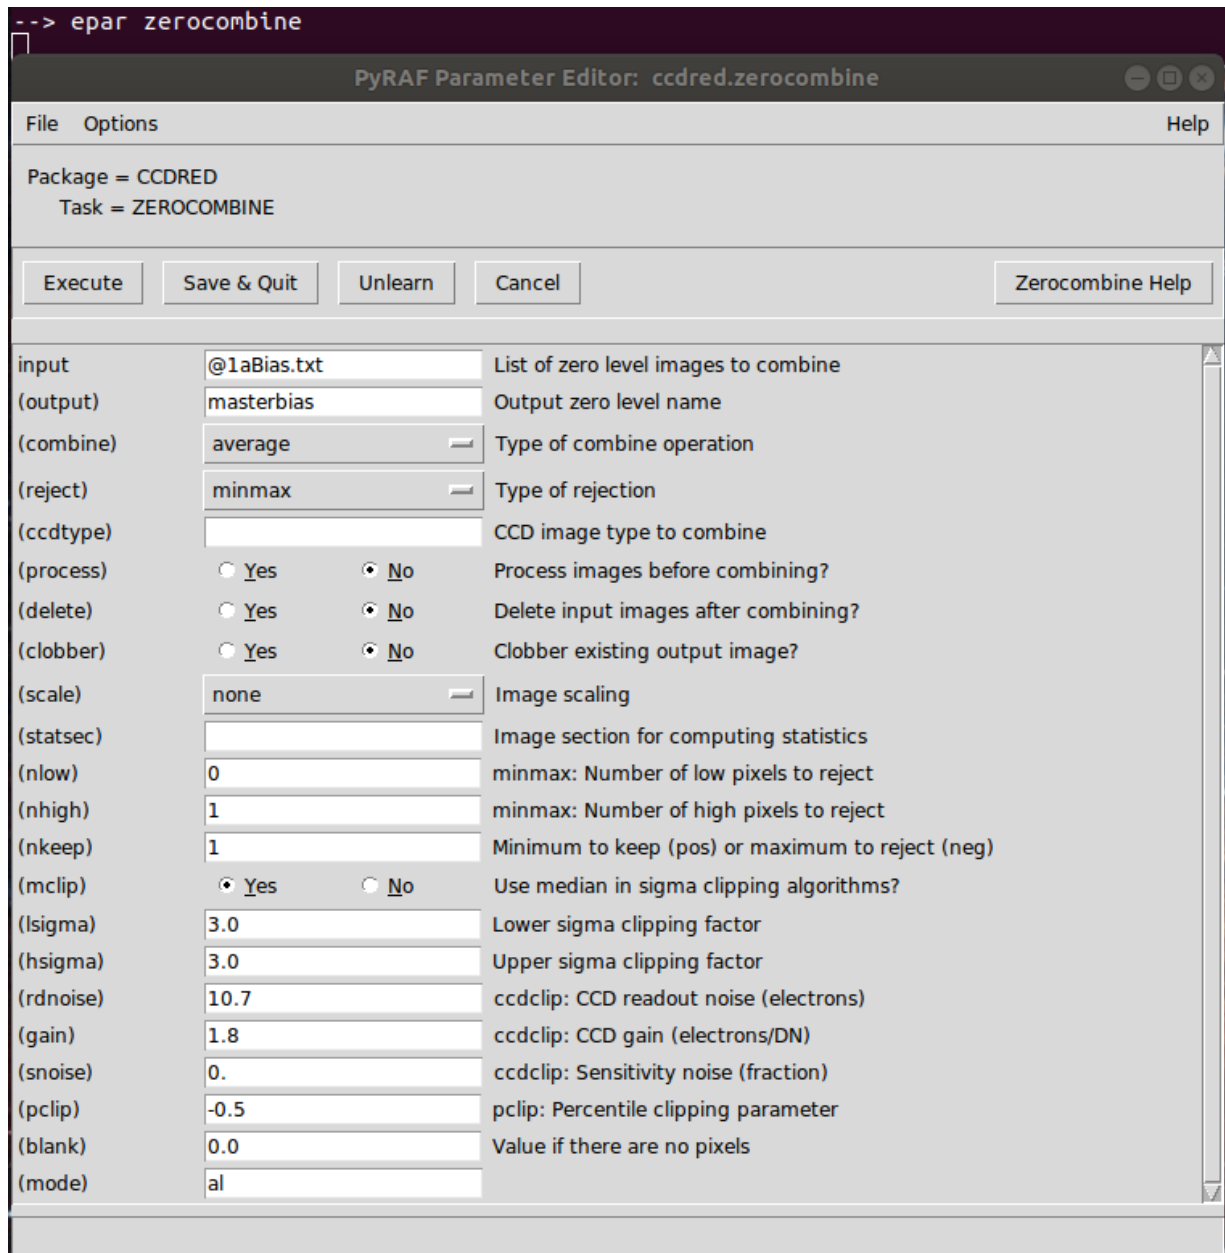 --> epar zerocombine
PyRAF Parameter Editor: ccdred.zerocombine
File Options Help
Package = CCDRED
Task = ZEROCOMBINE
Execute Save & Quit Unlearn Cancel Zerocombine Help
input @1aBias.txt List of zero level images to combine
(output) masterbias Output zero level name
(combine) average Type of combine operation
(reject) minmax Type of rejection
(ccdtype) CCD image type to combine
(process) Yes No Process images before combining?
(delete) Yes No Delete input images after combining?
(clobber) Yes No Clobber existing output image?
(scale) none Image scaling
(statsec) Image section for computing statistics
(nlow) 0 minmax: Number of low pixels to reject
(nhigh) 1 minmax: Number of high pixels to reject
(nkeep) 1 Minimum to keep (pos) or maximum to reject (neg)
(mclip) Yes No Use median in sigma clipping algorithms?
(lsigma) 3.0 Lower sigma clipping factor
(hsigma) 3.0 Upper sigma clipping factor
(rdnoise) 10.7 ccdclip: CCD readout noise (electrons)
(gain) 1.8 ccdclip: CCD gain (electrons/DN)
(snoise) 0. ccdclip: Sensitivity noise (fraction)
(pclip) -0.5 pclip: Percentile clipping parameter
(blank) 0.0 Value if there are no pixels
(mode) al